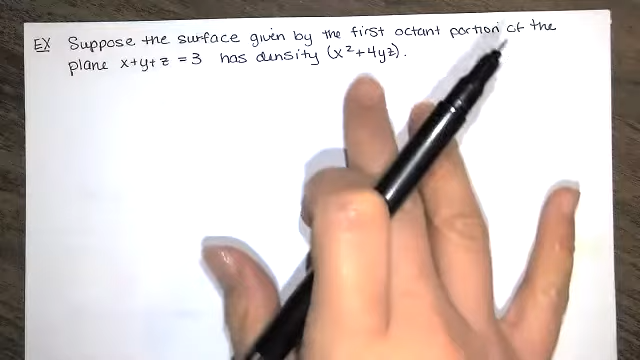 EX Suppose the surface given by the first octant portion of the
plane x+y+z = 3 has density (x²+4yz).